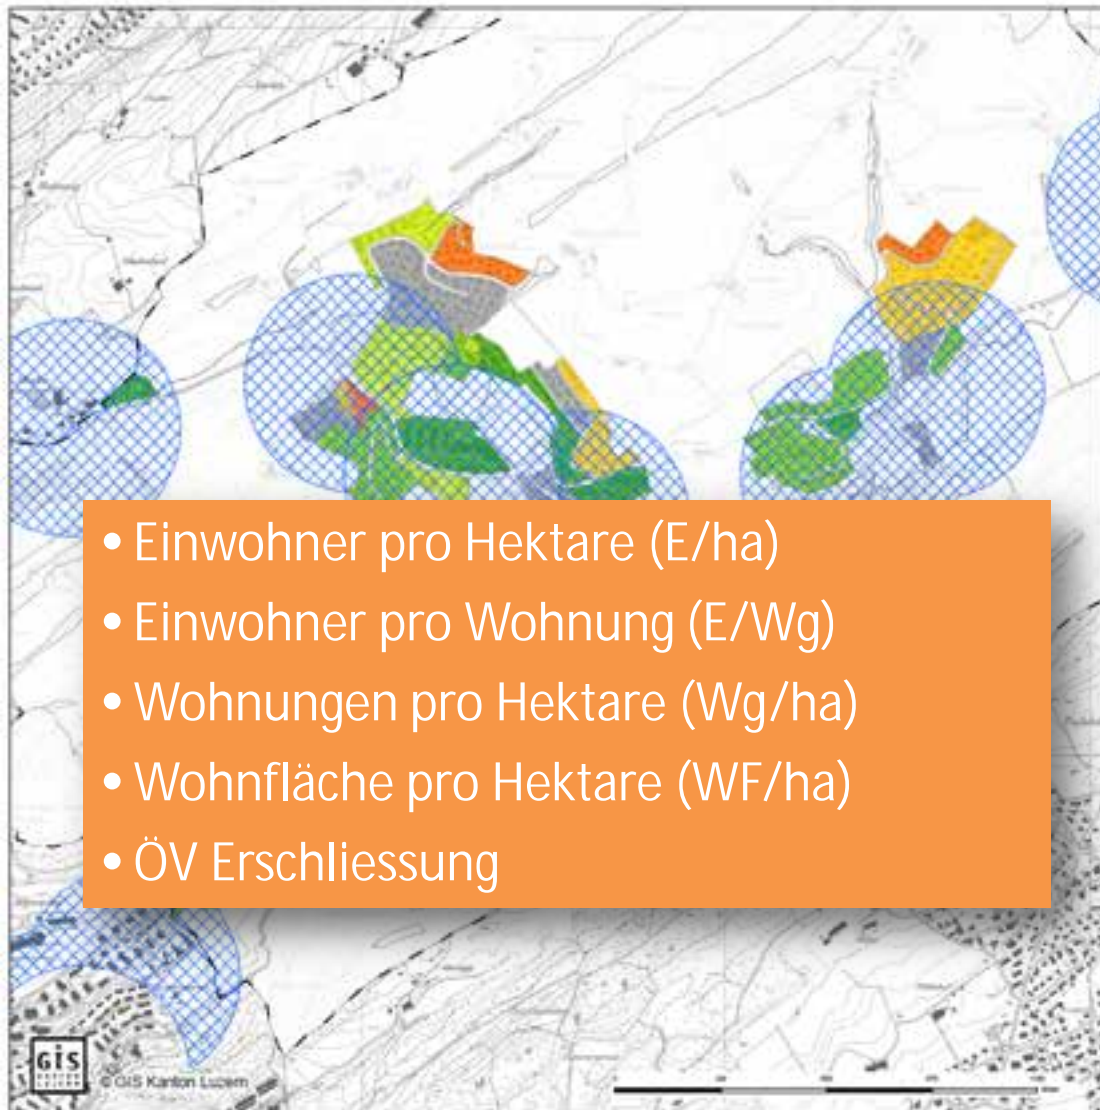 • Einwohner pro Hektare (E/ha)
• Einwohner pro Wohnung (E/Wg)
• Wohnungen pro Hektare (Wg/ha)
• Wohnfläche pro Hektare (WF/ha)
• ÖV Erschliessung
GIS
© GIS Kanton Luzern